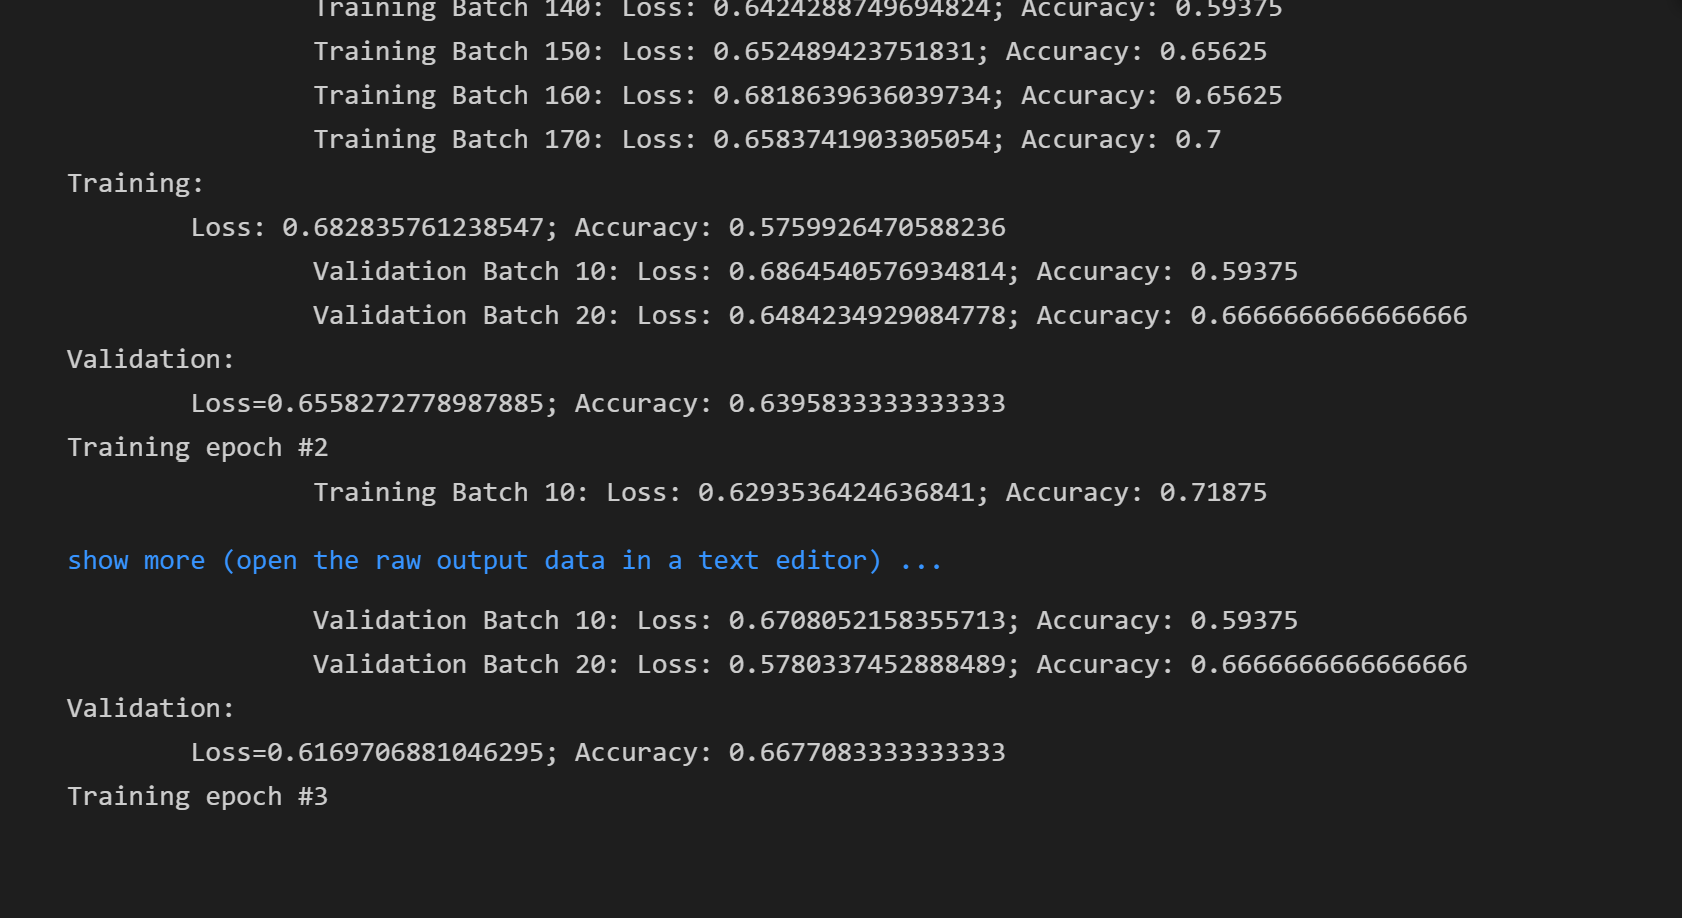 Training Batch 140: Loss: 0.6424288749694824; Accuracy: 0.59375
Training Batch 150: Loss: 0.652489423751831; Accuracy: 0.65625
Training Batch 160: Loss: 0.6818639636039734; Accuracy: 0.65625
Training Batch 170: Loss: 0.6583741903305054; Accuracy: 0.7
Training:
Loss: 0.682835761238547; Accuracy: 0.5759926470588236
Validation Batch 10: Loss: 0.6864540576934814; Accuracy: 0.59375
Validation Batch 20: Loss: 0.6484234929084778; Accuracy: 0.6666666666666666
Validation:
Loss=0.6558272778987885; Accuracy: 0.6395833333333333
Training epoch #2
Training Batch 10: Loss: 0.6293536424636841; Accuracy: 0.71875
show more (open the raw output data in a text editor) ...
Validation Batch 10: Loss: 0.6708052158355713; Accuracy: 0.59375
Validation Batch 20: Loss: 0.5780337452888489; Accuracy: 0.6666666666666666
Validation:
Loss=0.6169706881046295; Accuracy: 0.6677083333333333
Training epoch #3